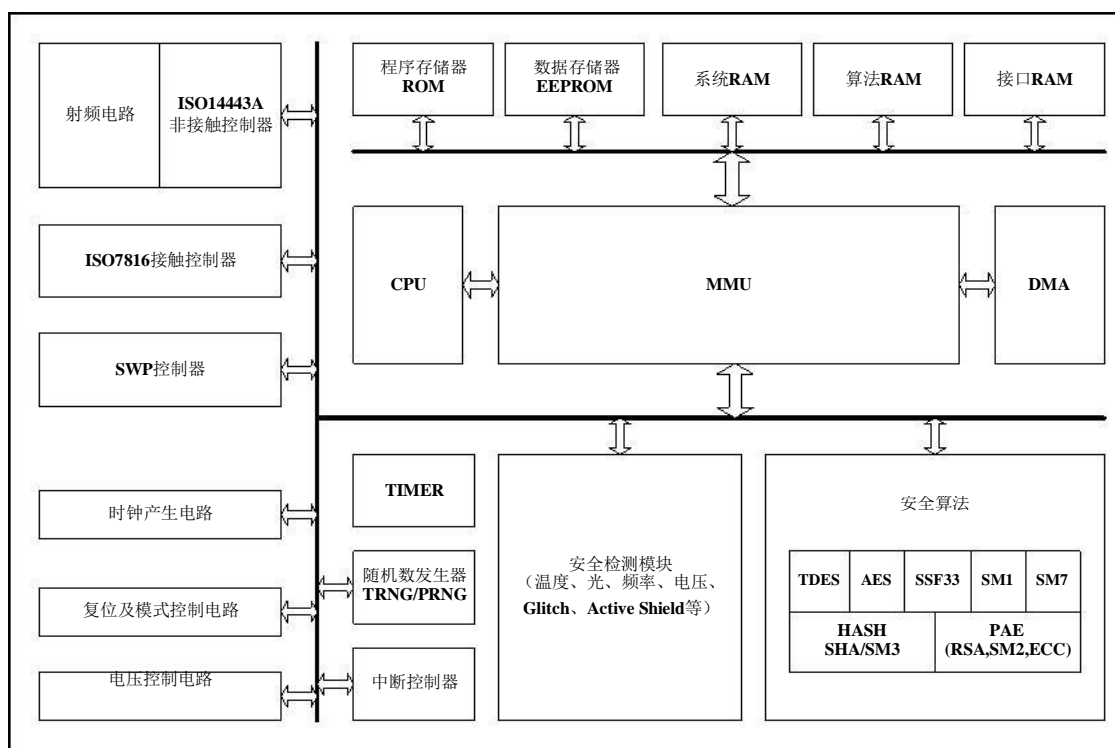 射频电路
ISO14443A
非接触控制器
程序存储器
ROM
数据存储器
EEPROM
系统RAM
算法RAM
接口RAM
ISO7816接触控制器
CPU
MMU
DMA
SWP控制器
时钟产生电路
TIMER
复位及模式控制电路
随机数发生器
TRNG/PRNG
电压控制电路
中断控制器
安全检测模块
（温度、光、频率、电压、
Glitch、Active Shield等）
安全算法
TDES
AES
SSF33
SM1
SM7
HASH
SHA/SM3
PAE
(RSA,SM2,ECC)